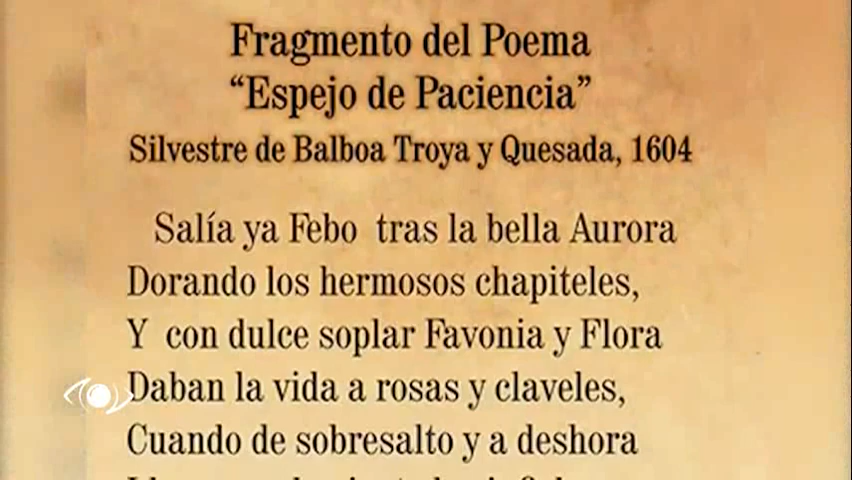 Fragmento del Poema
“Espejo de Paciencia”
Silvestre de Balboa Troya y Quesada, 1604
Salía ya Febo tras la bella Aurora
Dorando los hermosos chapiteles,
Y con dulce soplar Favonia y Flora
Daban la vida a rosas y claveles,
Cuando de sobresalto y a deshora